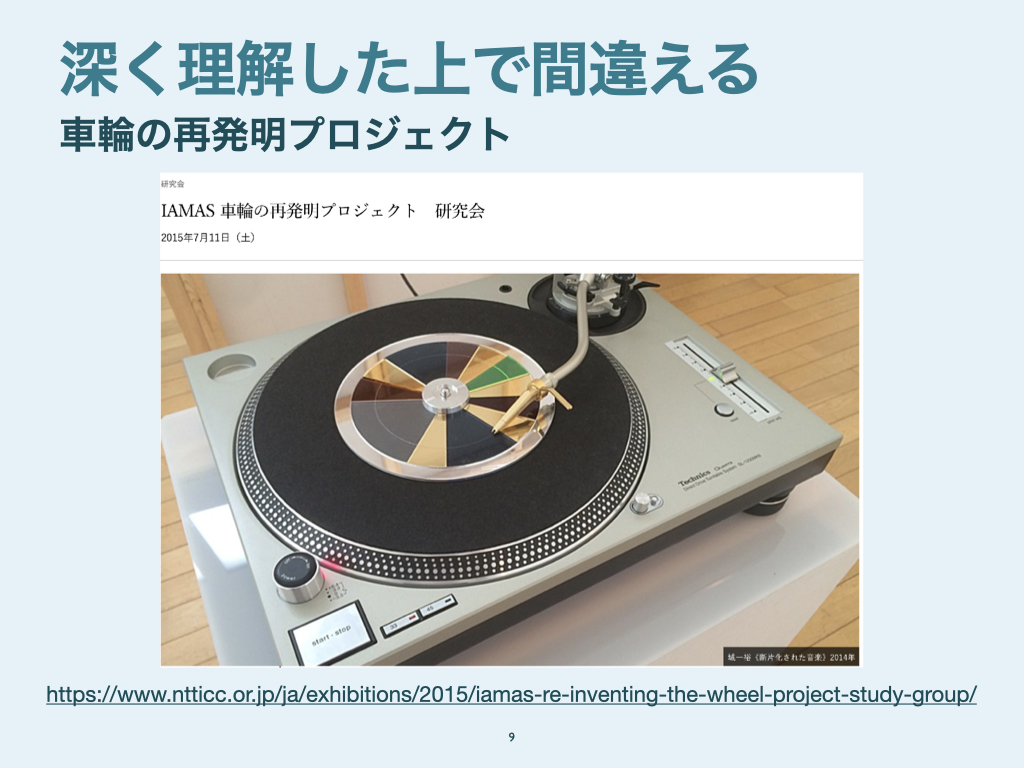 深く理解した上で間違える
車輪の再発明プロジェクト
研究会
IAMAS 車輪の再発明プロジェクト　研究会
2015年7月11日（土）
Technics
start・stop
33
45
城一裕《断片化された音楽》2014年
https://www.ntticc.or.jp/ja/exhibitions/2015/iamas-re-inventing-the-wheel-project-study-group/
9